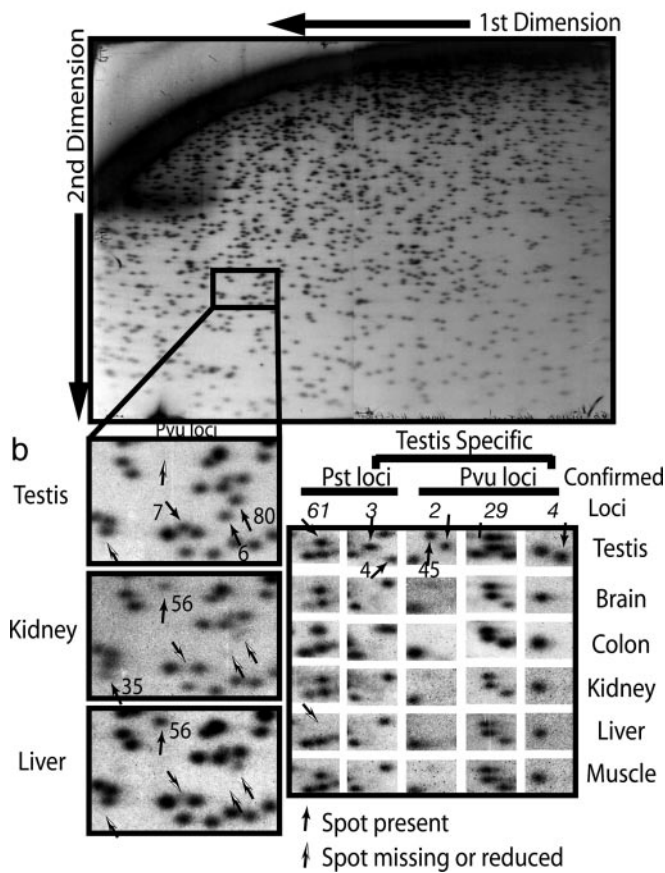 1st Dimension
2nd Dimension
b
Pvu loci
Testis
7
80
6
Kidney
56
35
Liver
56
Testis Specific
Pst loci
Pvu loci
Confirmed
61
3
2
29
4
Loci
Testis
4
45
Brain
Colon
Kidney
Liver
Muscle
Spot present
Spot missing or reduced